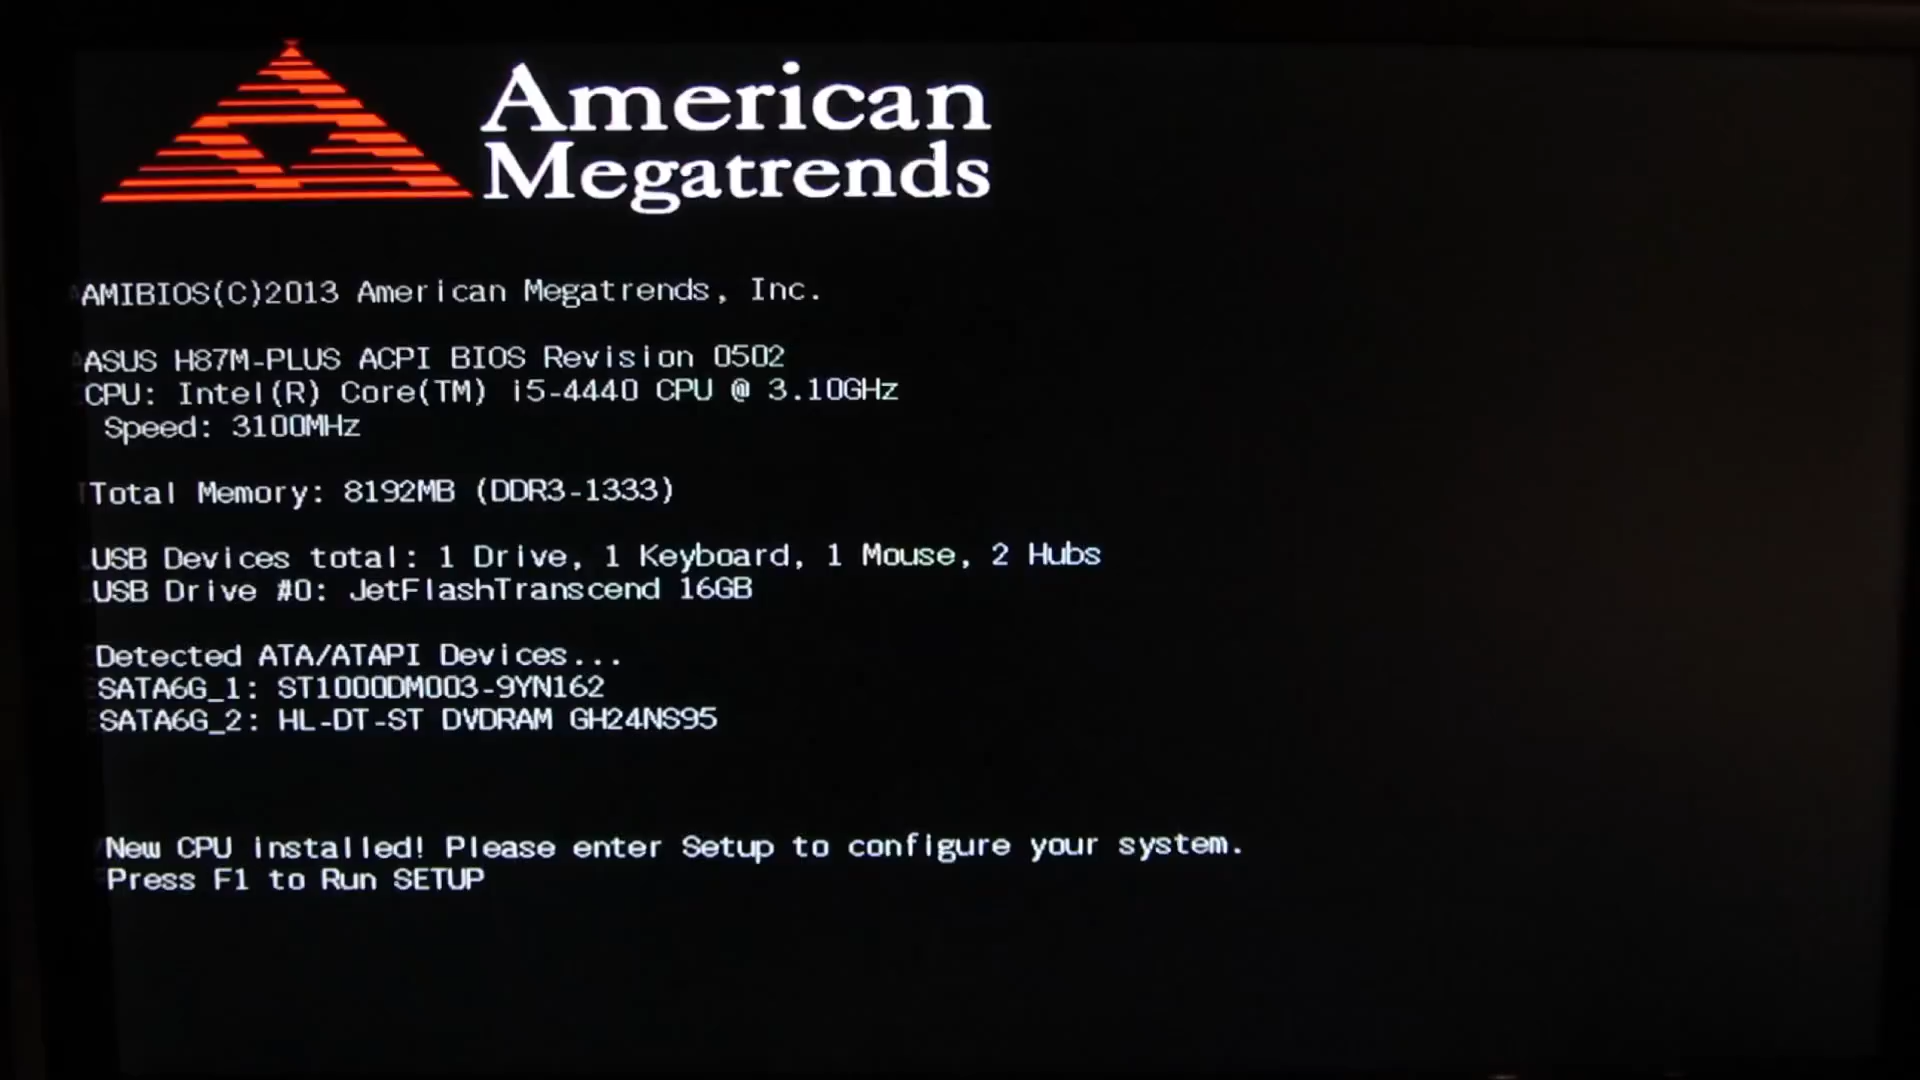 American
Megatrends
AMIBIOS(C)2013 American Megatrends, Inc.
ASUS H87M-PLUS ACPI BIOS Revision 0502
CPU: Intel(R) Core(TM) i5-4440 CPU @ 3.10GHz
Speed: 3100MHz
Total Memory: 8192MB (DDR3-1333)
USB Devices total: 1 Drive, 1 Keyboard, 1 Mouse, 2 Hubs
USB Drive #0: JetFlashTranscend 16GB
Detected ATA/ATAPI Devices...
SATA6G_1: ST1000DM003-9YN162
SATA6G_2: HL-DT-ST DVDRAM GH24NS95
New CPU installed! Please enter Setup to configure your system.
Press F1 to Run SETUP